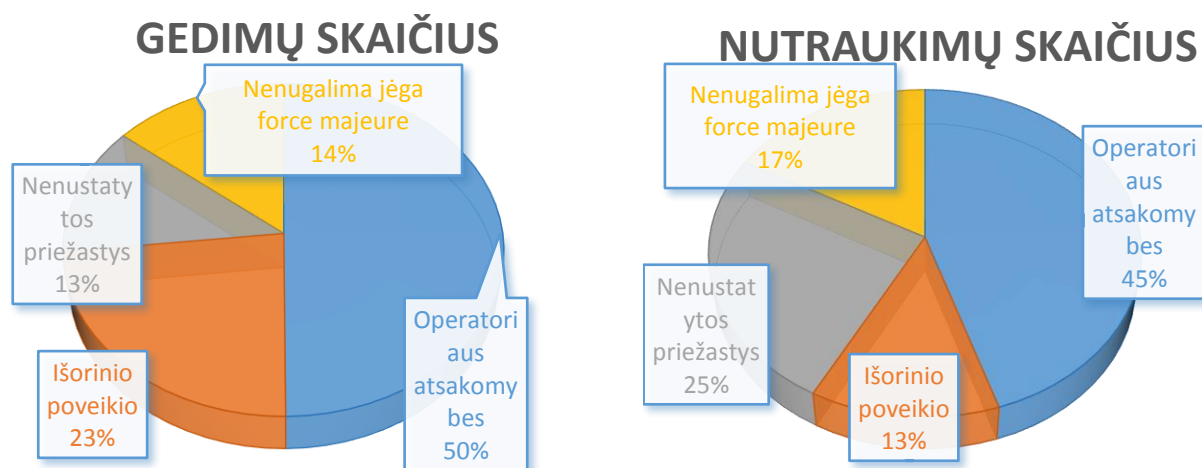 GEDIMŲ SKAIČIUS
Nenugalima jėga
force majeure
14%
Nenustaty
tos
priežastys
13%
Išorinio
poveikio
23%
Operatori
aus
atsakomy
bes
50%
NUTRAUKIMŲ SKAIČIUS
Nenugalima jėga
force majeure
17%
Operatori
aus
atsakomy
bes
45%
Nenustat
ytos
priežastys
25%
Išorinio
poveikio
13%